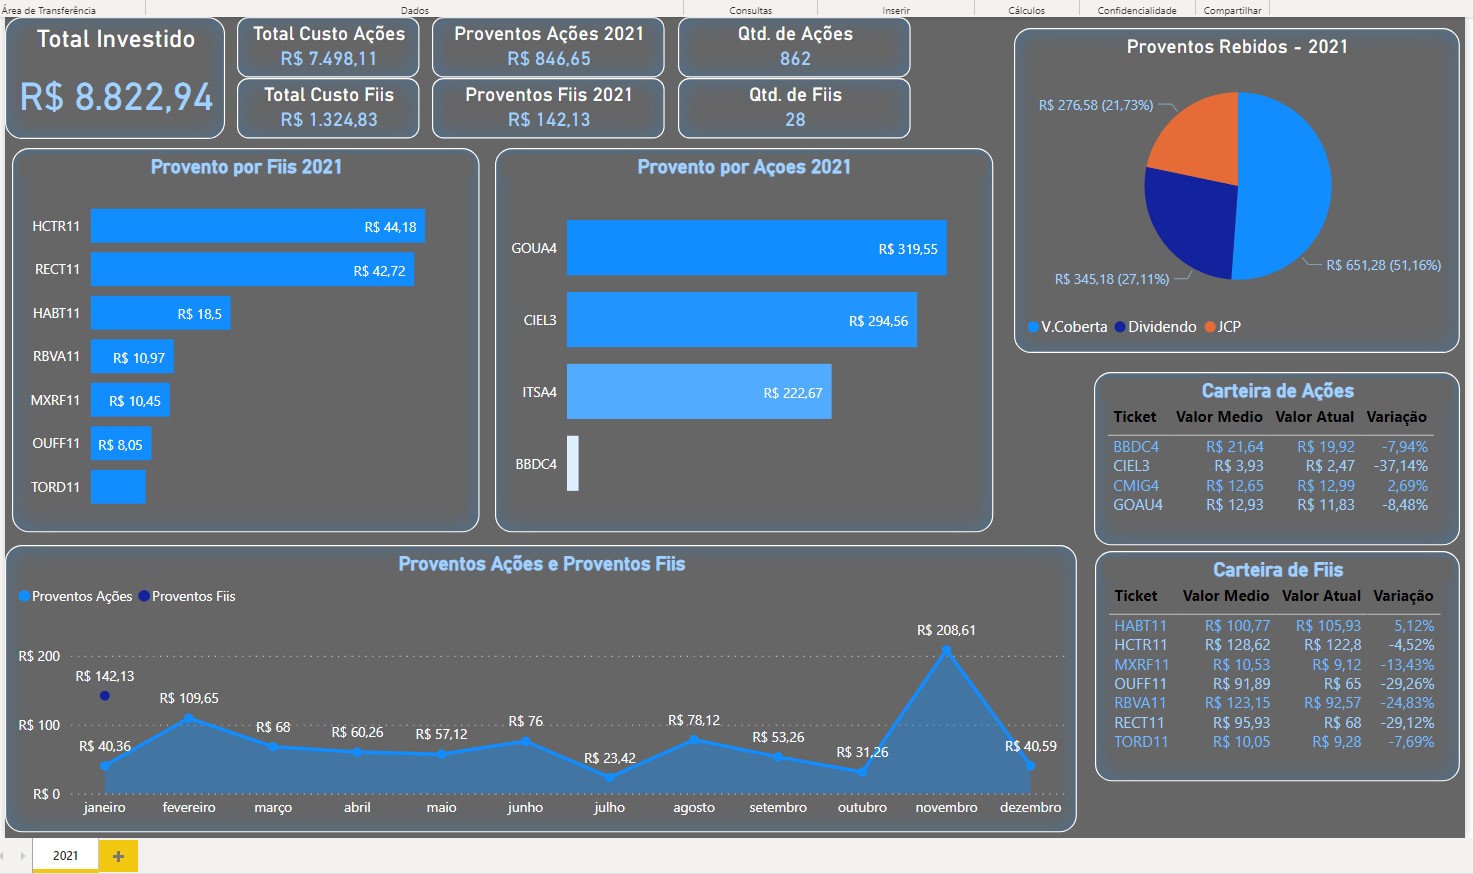 Área de Transferência
Dados
Consultas
Inserir
Cálculos
Confidencialidade
Compartilhar
Total Investido
R$ 8.822,94
Total Custo Ações
R$ 7.498,11
Total Custo Fiis
R$ 1.324,83
Proventos Ações 2021
R$ 846,65
Proventos Fiis 2021
R$ 142,13
Qtd. de Ações
862
Qtd. de Fiis
28
Proventos Rebidos - 2021
R$ 276,58 (21,73%)
R$ 345,18 (27,11%)
R$ 651,28 (51,16%)
V.Coberta Dividendo JCP
Provento por Fiis 2021
HCTR11 R$ 44,18
RECT11 R$ 42,72
HABT11 R$ 18,5
RBVA11 R$ 10,97
MXRF11 R$ 10,45
OUFF11 R$ 8,05
TORD11
Provento por Açoes 2021
GOUA4 R$ 319,55
CIEL3 R$ 294,56
ITSA4 R$ 222,67
BBDC4
Carteira de Ações
Ticket Valor Medio Valor Atual Variação
BBDC4 R$ 21,64 R$ 19,92 -7,94%
CIEL3 R$ 3,93 R$ 2,47 -37,14%
CMIG4 R$ 12,65 R$ 12,99 2,69%
GOAU4 R$ 12,93 R$ 11,83 -8,48%
Carteira de Fiis
Ticket Valor Medio Valor Atual Variação
HABT11 R$ 100,77 R$ 105,93 5,12%
HCTR11 R$ 128,62 R$ 122,8 -4,52%
MXRF11 R$ 10,53 R$ 9,12 -13,43%
OUFF11 R$ 91,89 R$ 65 -29,26%
RBVA11 R$ 123,15 R$ 92,57 -24,83%
RECT11 R$ 95,93 R$ 68 -29,12%
TORD11 R$ 10,05 R$ 9,28 -7,69%
Proventos Ações e Proventos Fiis
Proventos Ações Proventos Fiis
R$ 200
R$ 100
R$ 0
R$ 142,13
R$ 40,36
R$ 109,65
R$ 68
R$ 60,26
R$ 57,12
R$ 76
R$ 23,42
R$ 78,12
R$ 53,26
R$ 31,26
R$ 208,61
R$ 40,59
janeiro fevereiro março abril maio junho julho agosto setembro outubro novembro dezembro
2021